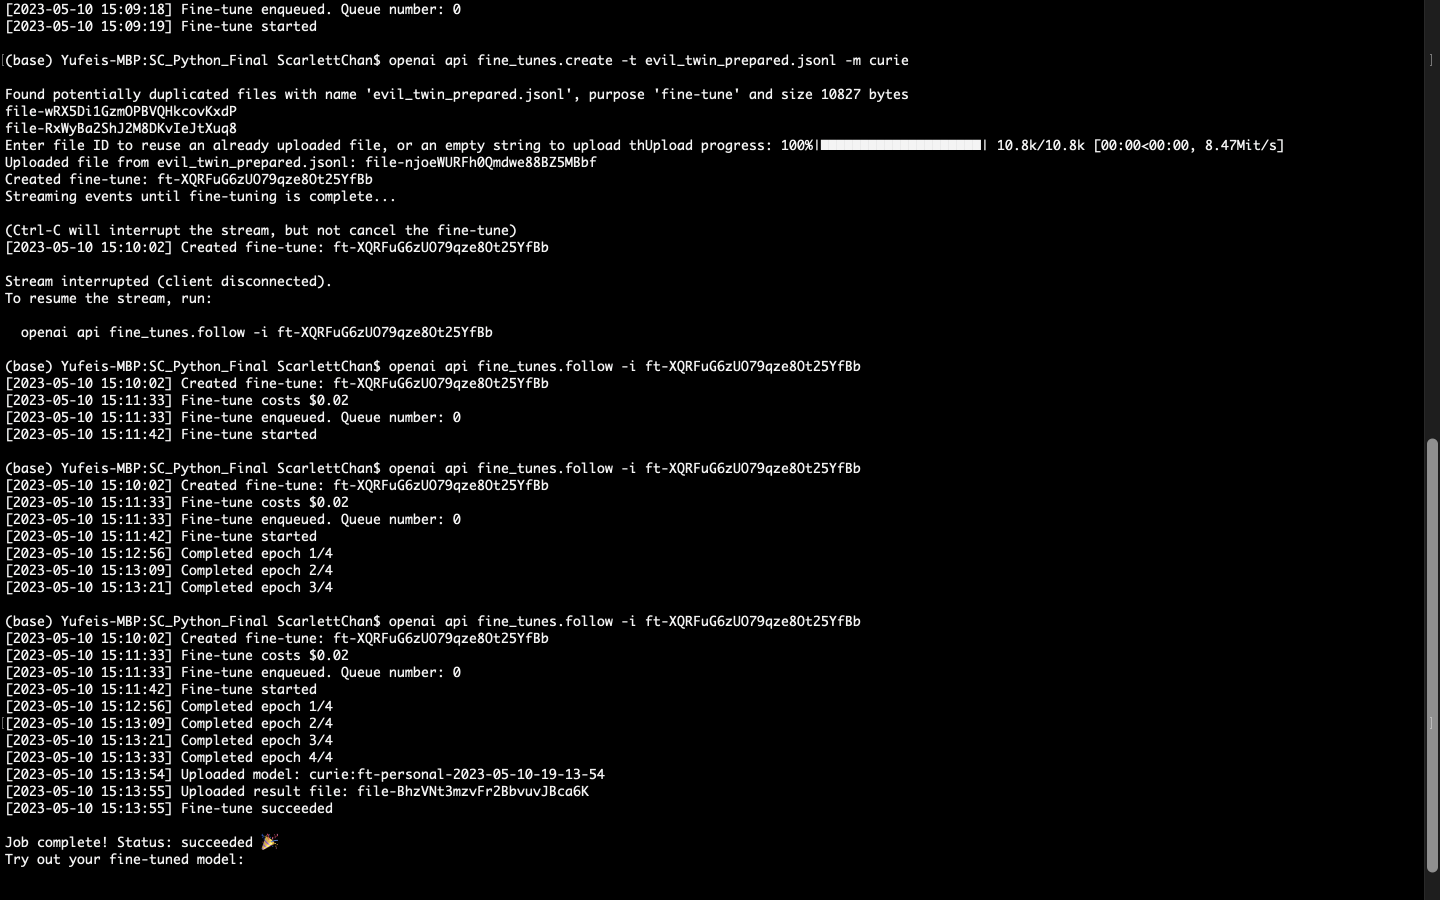 [2023-05-10 15:09:18] Fine-tune enqueued. Queue number: 0
[2023-05-10 15:09:19] Fine-tune started
(base) Yufeis-MBP:SC_Python_Final ScarlettChan$ openai api fine_tunes.create -t evil_twin_prepared.jsonl -m curie
Found potentially duplicated files with name 'evil_twin_prepared.jsonl', purpose 'fine-tune' and size 10827 bytes
file-wRX5Di1GzmOPBVQHkcovKxdP
file-RxWyBa2ShJ2M8DKvIeJtXuq8
Enter file ID to reuse an already uploaded file, or an empty string to upload thUpload progress: 100%|████████████████████| 10.8k/10.8k [00:00<00:00, 8.47Mit/s]
Uploaded file from evil_twin_prepared.jsonl: file-njoeWURFh0Qmdwe88BZ5MBbf
Created fine-tune: ft-XQRFuG6zUO79qze8Ot25YfBb
Streaming events until fine-tuning is complete...
(Ctrl-C will interrupt the stream, but not cancel the fine-tune)
[2023-05-10 15:10:02] Created fine-tune: ft-XQRFuG6zUO79qze8Ot25YfBb
Stream interrupted (client disconnected).
To resume the stream, run:
openai api fine_tunes.follow -i ft-XQRFuG6zUO79qze8Ot25YfBb
(base) Yufeis-MBP:SC_Python_Final ScarlettChan$ openai api fine_tunes.follow -i ft-XQRFuG6zUO79qze8Ot25YfBb
[2023-05-10 15:10:02] Created fine-tune: ft-XQRFuG6zUO79qze8Ot25YfBb
[2023-05-10 15:11:33] Fine-tune costs $0.02
[2023-05-10 15:11:33] Fine-tune enqueued. Queue number: 0
[2023-05-10 15:11:42] Fine-tune started
(base) Yufeis-MBP:SC_Python_Final ScarlettChan$ openai api fine_tunes.follow -i ft-XQRFuG6zUO79qze8Ot25YfBb
[2023-05-10 15:10:02] Created fine-tune: ft-XQRFuG6zUO79qze8Ot25YfBb
[2023-05-10 15:11:33] Fine-tune costs $0.02
[2023-05-10 15:11:33] Fine-tune enqueued. Queue number: 0
[2023-05-10 15:11:42] Fine-tune started
[2023-05-10 15:12:56] Completed epoch 1/4
[2023-05-10 15:13:09] Completed epoch 2/4
[2023-05-10 15:13:21] Completed epoch 3/4
(base) Yufeis-MBP:SC_Python_Final ScarlettChan$ openai api fine_tunes.follow -i ft-XQRFuG6zUO79qze8Ot25YfBb
[2023-05-10 15:10:02] Created fine-tune: ft-XQRFuG6zUO79qze8Ot25YfBb
[2023-05-10 15:11:33] Fine-tune costs $0.02
[2023-05-10 15:11:33] Fine-tune enqueued. Queue number: 0
[2023-05-10 15:11:42] Fine-tune started
[2023-05-10 15:12:56] Completed epoch 1/4
[2023-05-10 15:13:09] Completed epoch 2/4
[2023-05-10 15:13:21] Completed epoch 3/4
[2023-05-10 15:13:33] Completed epoch 4/4
[2023-05-10 15:13:54] Uploaded model: curie:ft-personal-2023-05-10-19-13-54
[2023-05-10 15:13:55] Uploaded result file: file-BhzVNt3mzvFr2BbvuvJBca6K
[2023-05-10 15:13:55] Fine-tune succeeded
Job complete! Status: succeeded 🎉
Try out your fine-tuned model: